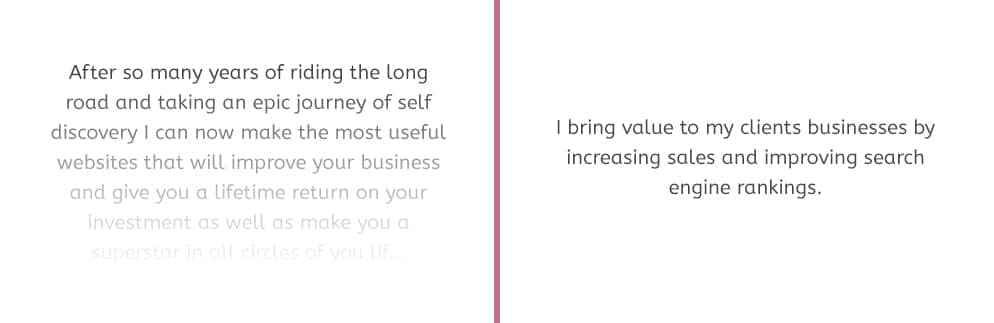 After so many years of riding the long
road and taking an epic journey of self
discovery I can now make the most useful
websites that will improve your business
and give you a lifetime return on your
investment as well as make you a
superstar in all circles of you lif...
I bring value to my clients businesses by
increasing sales and improving search
engine rankings.